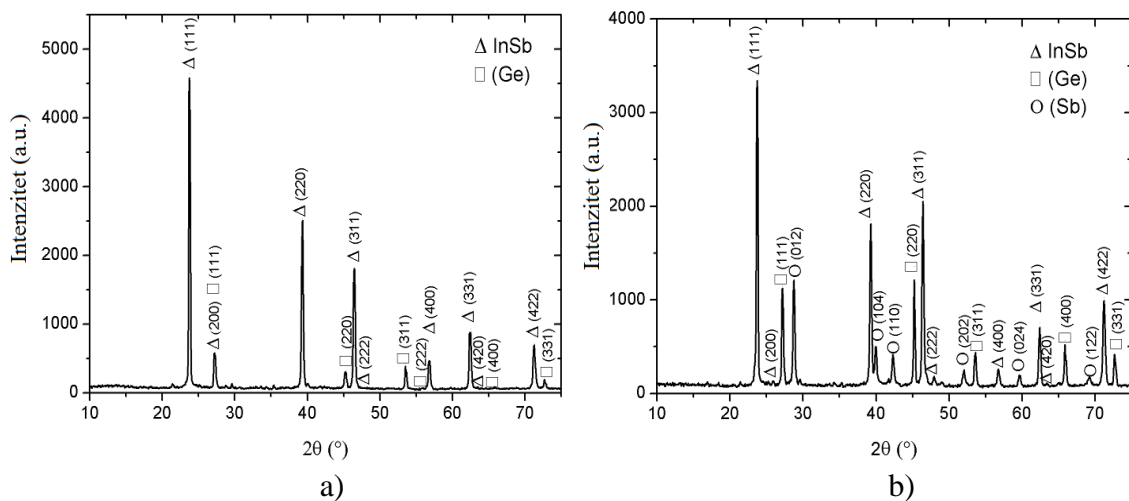 Intenzitet (a.u.)
5000
4000
3000
2000
1000
0
10 20 30 40 50 60 70
2θ (°)
Δ InSb
□ (Ge)
Δ (111)
Δ (200) □ (111)
Δ (220)
□ (220)
Δ (311)
Δ (222)
□ (311)
□ (222)
Δ (400)
Δ (331)
Δ (420)
□ (400)
Δ (422)
□ (331)
a)
Intenzitet (a.u.)
4000
3000
2000
1000
0
10 20 30 40 50 60 70
2θ (°)
Δ InSb
□ (Ge)
O (Sb)
Δ (111)
Δ (200)
□ (111)
O (012)
Δ (220)
O (104)
O (110)
□ (220)
Δ (311)
Δ (222)
O (202)
□ (311)
Δ (400)
O (024)
Δ (331)
Δ (420)
□ (400)
O (122)
Δ (422)
□ (331)
b)